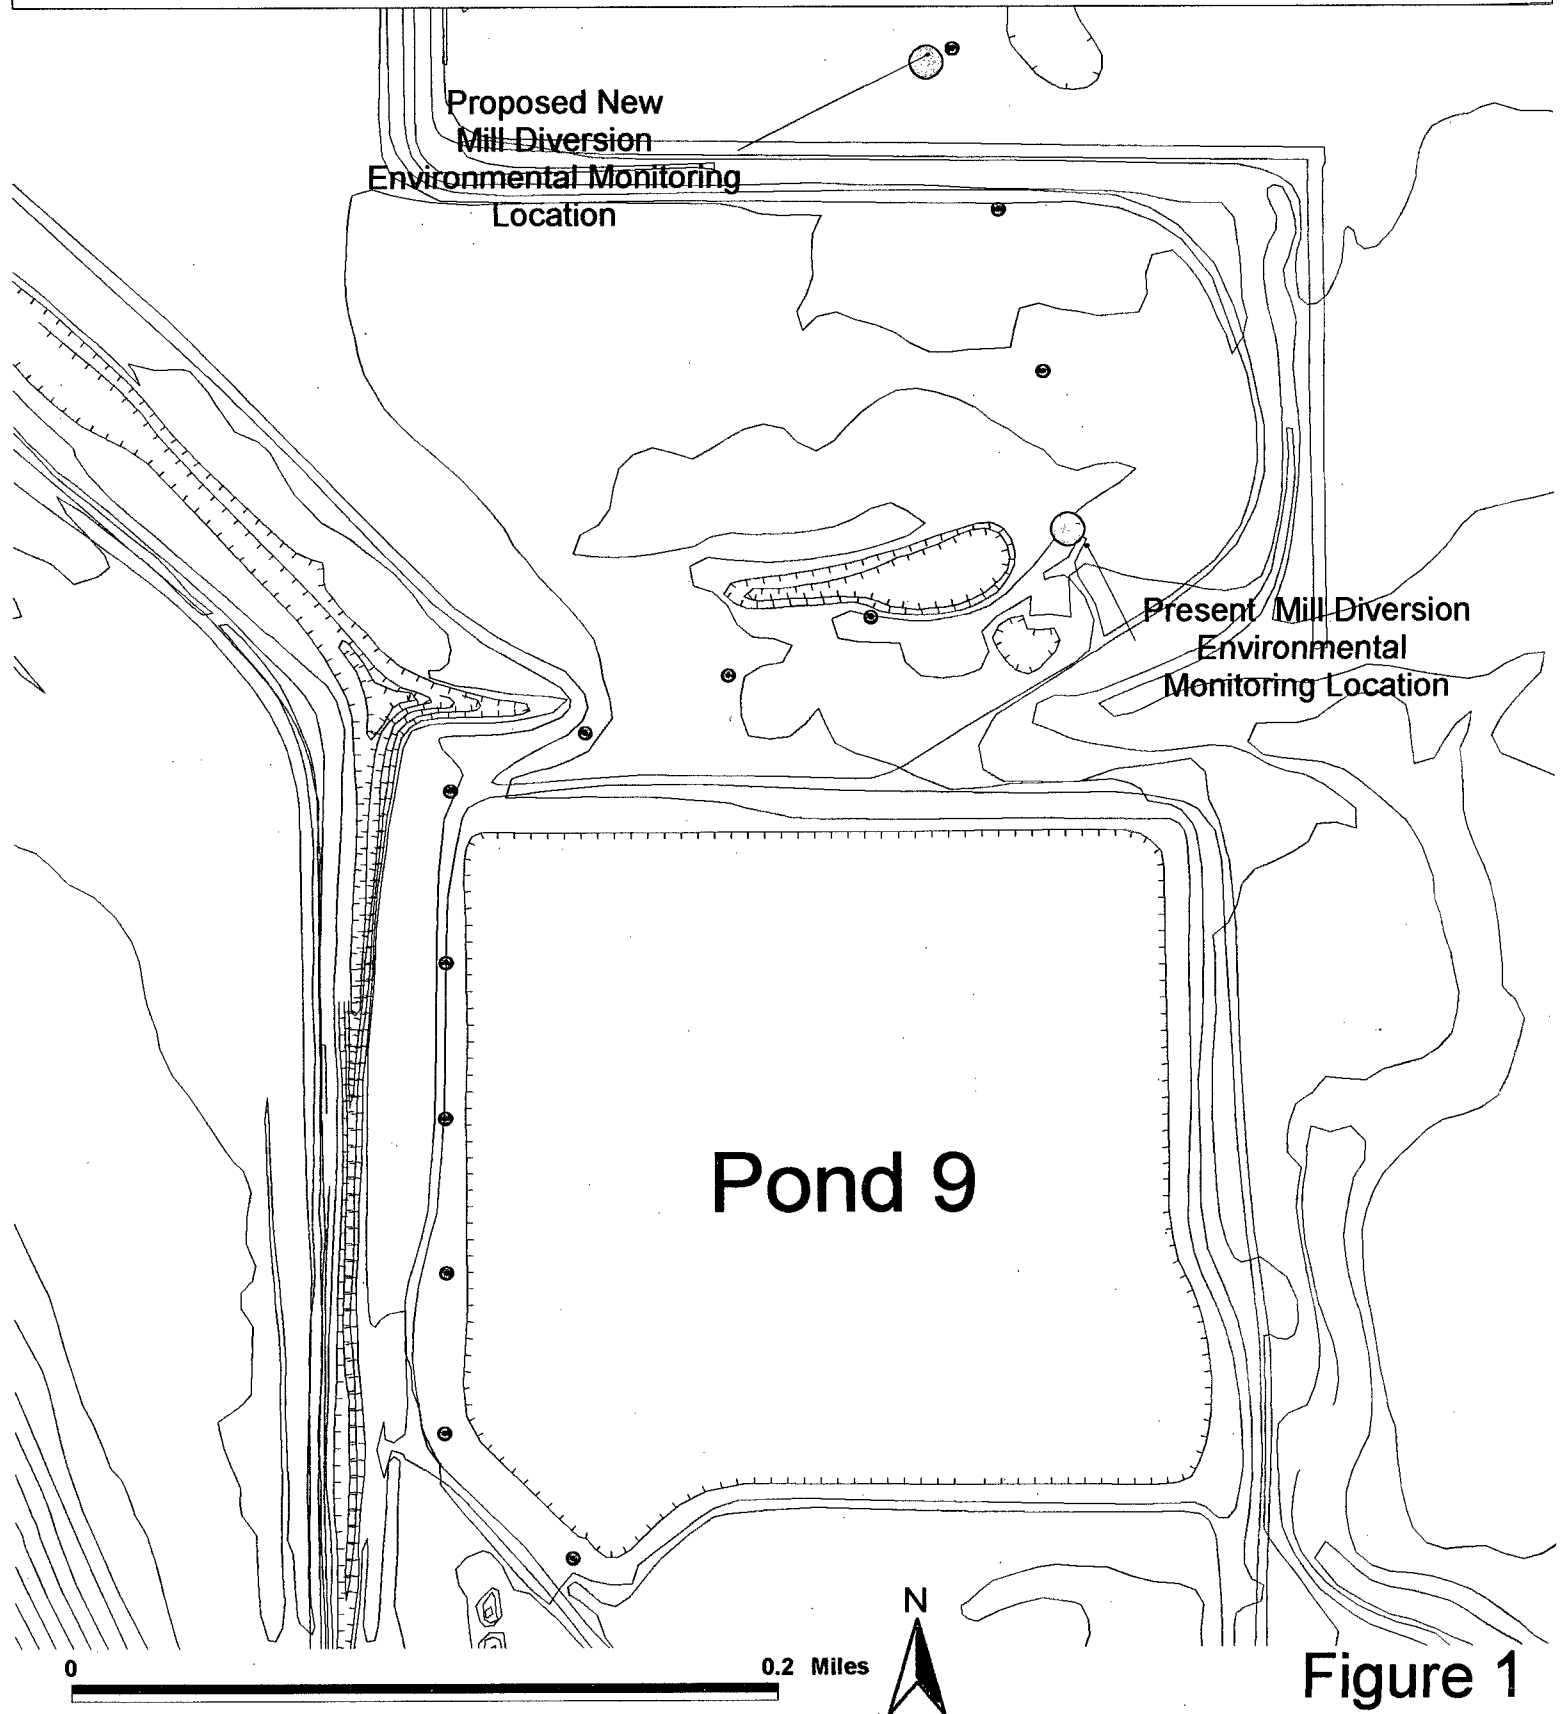 Proposed New
Mill Diversion
Environmental Monitoring
Location
Present Mill Diversion
Environmental
Monitoring Location
Pond 9
N
0
0.2 Miles
Figure 1